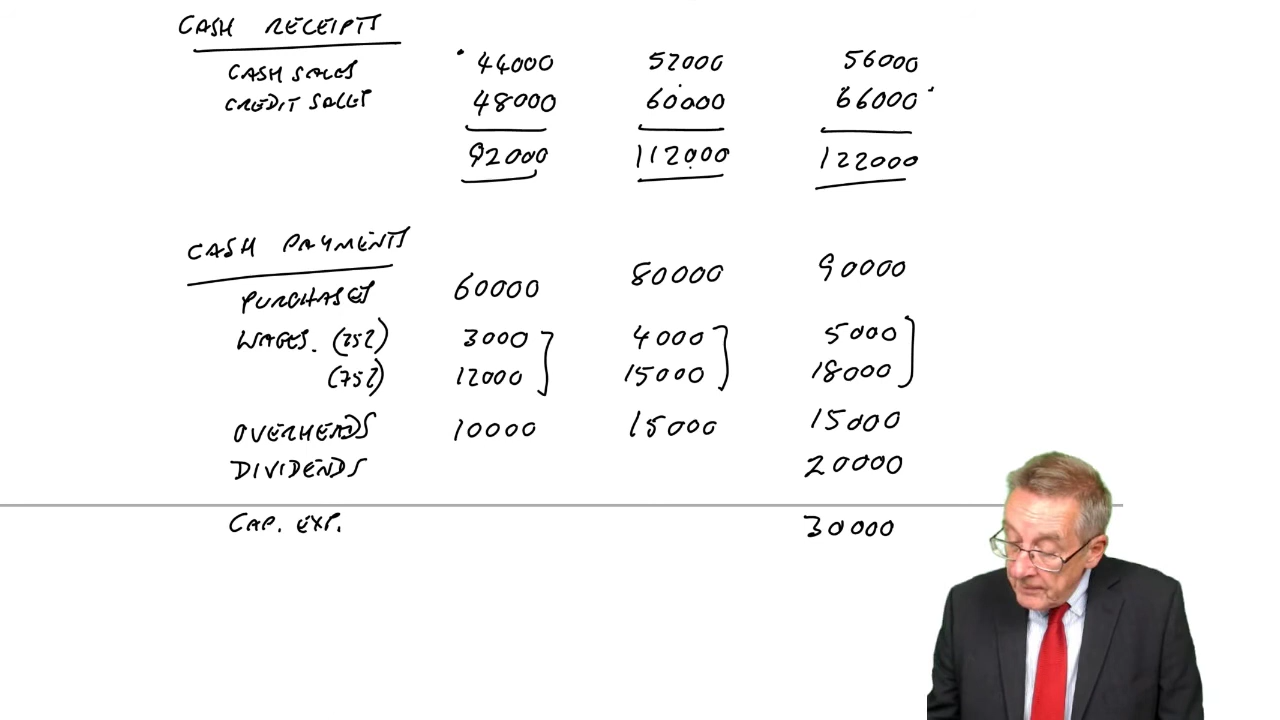 CASH RECEIPTS
CASH SALES 44000 52000 56000
CREDIT SALES 48000 60000 66000
92000 112000 122000
CASH PAYMENTS
PURCHASES 60000 80000 90000
WAGES. (25%) 3000 4000 5000
(75%) 12000 15000 18000
OVERHEADS 10000 15000 15000
DIVIDENDS 20000
CAP. EXP. 30000